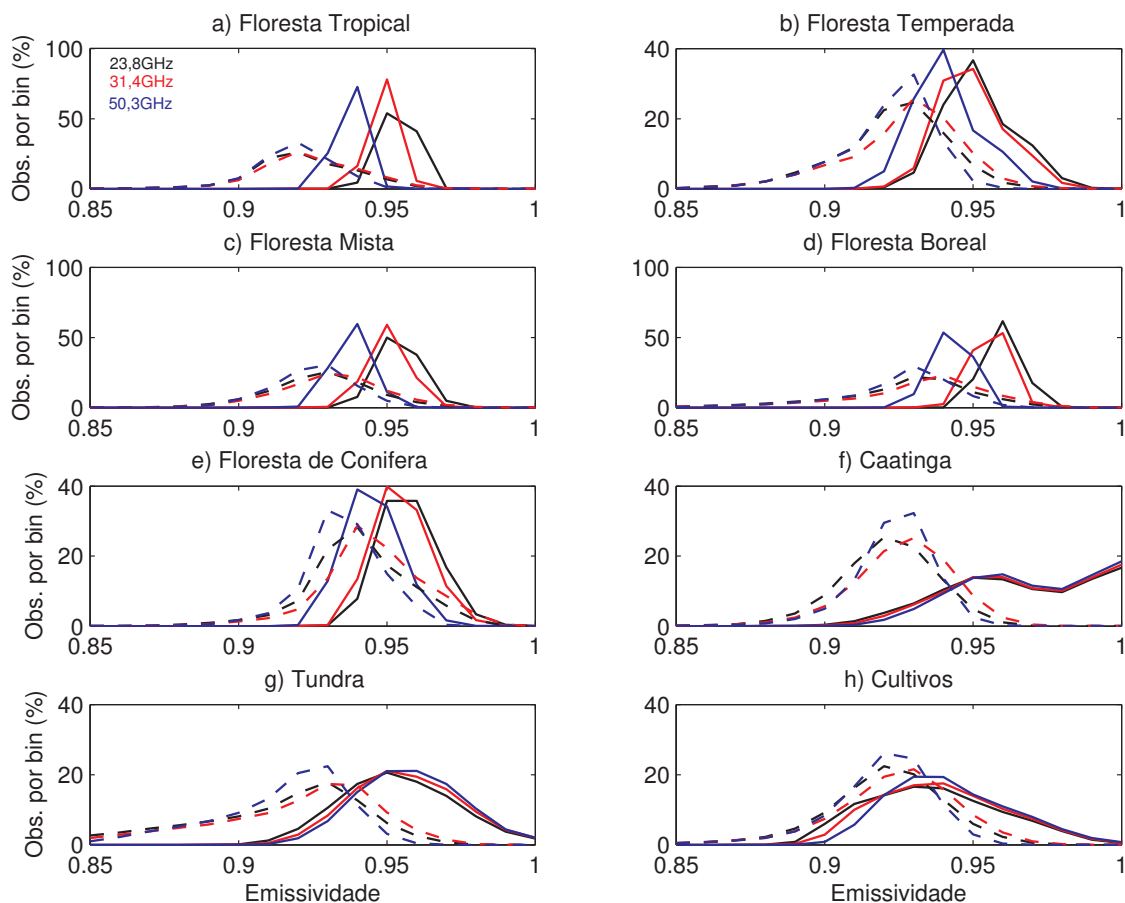 a) Floresta Tropical
b) Floresta Temperada
Obs. por bin (%)
100
50
0
23,8GHz
31,4GHz
50,3GHz
40
20
0
0.85 0.9 0.95 1
0.85 0.9 0.95 1
c) Floresta Mista
d) Floresta Boreal
Obs. por bin (%)
100
50
0
100
50
0
0.85 0.9 0.95 1
0.85 0.9 0.95 1
e) Floresta de Conifera
f) Caatinga
Obs. por bin (%)
40
20
0
40
20
0
0.85 0.9 0.95 1
0.85 0.9 0.95 1
g) Tundra
h) Cultivos
Obs. por bin (%)
40
20
0
40
20
0
0.85 0.9 0.95 1
0.85 0.9 0.95 1
Emissividade
Emissividade